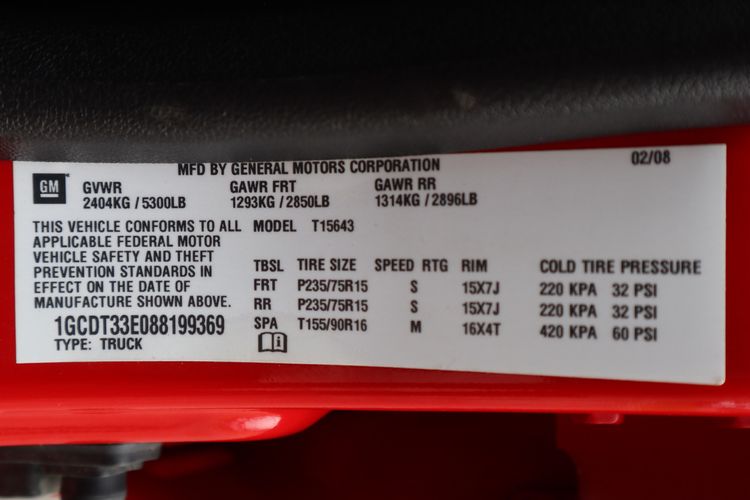 MFD BY GENERAL MOTORS CORPORATION 02/08
GM
GVWR GAWR FRT GAWR RR
2404KG / 5300LB 1293KG / 2850LB 1314KG / 2896LB
THIS VEHICLE CONFORMS TO ALL
APPLICABLE FEDERAL MOTOR
VEHICLE SAFETY AND THEFT
PREVENTION STANDARDS IN
EFFECT ON THE DATE OF
MANUFACTURE SHOWN ABOVE.
1GCDT33E088199369
TYPE: TRUCK
MODEL T15643
TBSL TIRE SIZE SPEED RTG RIM COLD TIRE PRESSURE
FRT P235/75R15 S 15X7J 220 KPA 32 PSI
RR P235/75R15 S 15X7J 220 KPA 32 PSI
SPA T155/90R16 M 16X4T 420 KPA 60 PSI